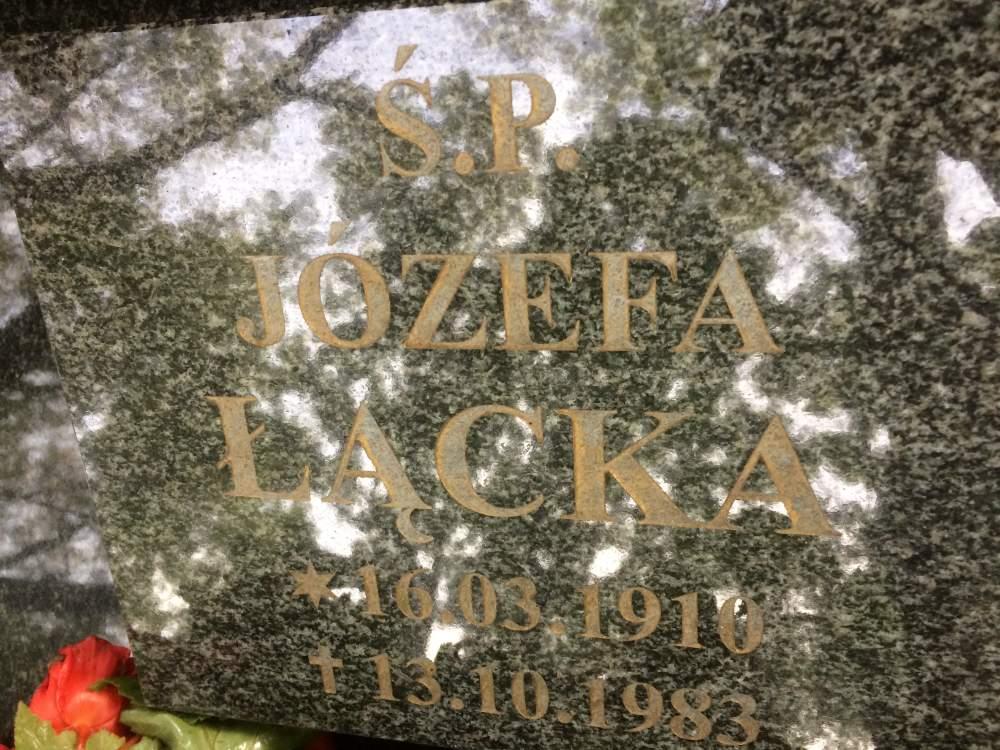 Ś.P.
JÓZEFA
ŁĄCKA
✶ 16.03.1910
✝ 13.10.1983